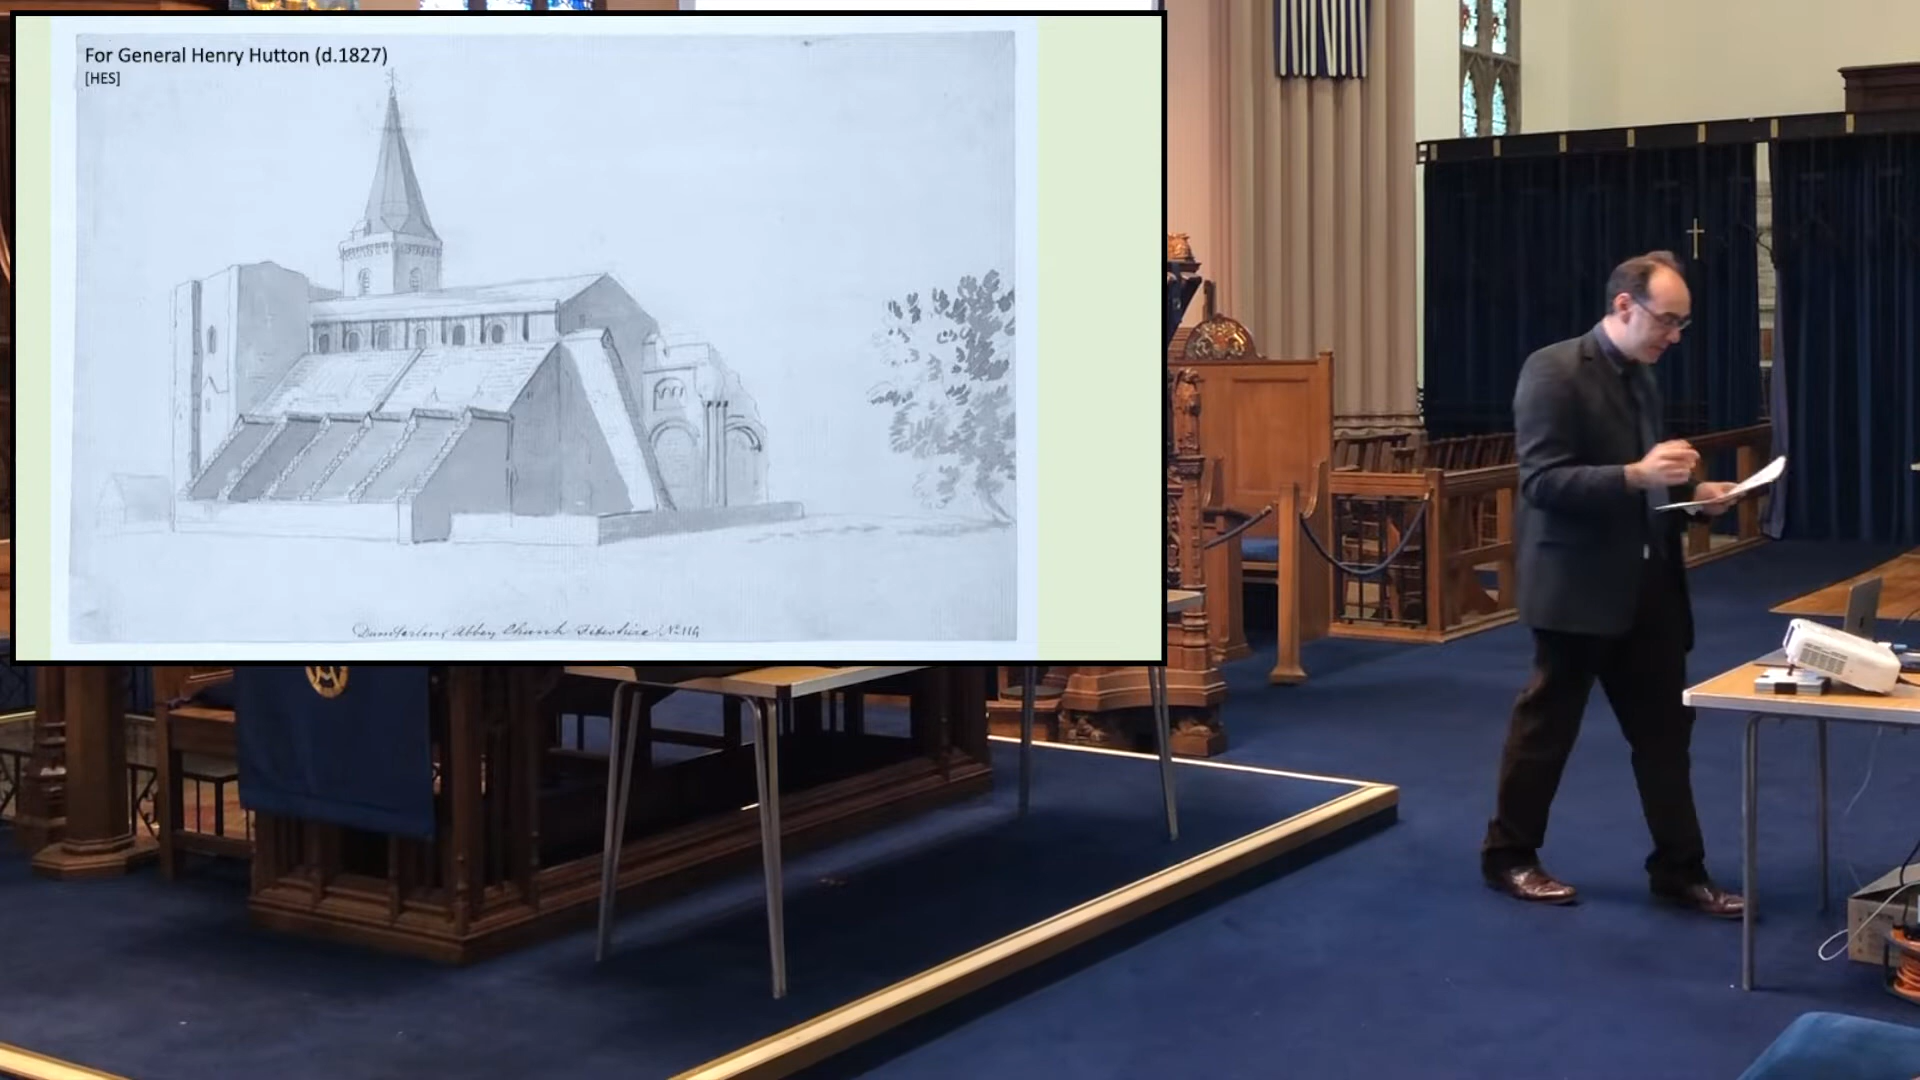 For General Henry Hutton (d.1827)
[HES]
Dunfermline Abbey Church Fifeshire. No. 114